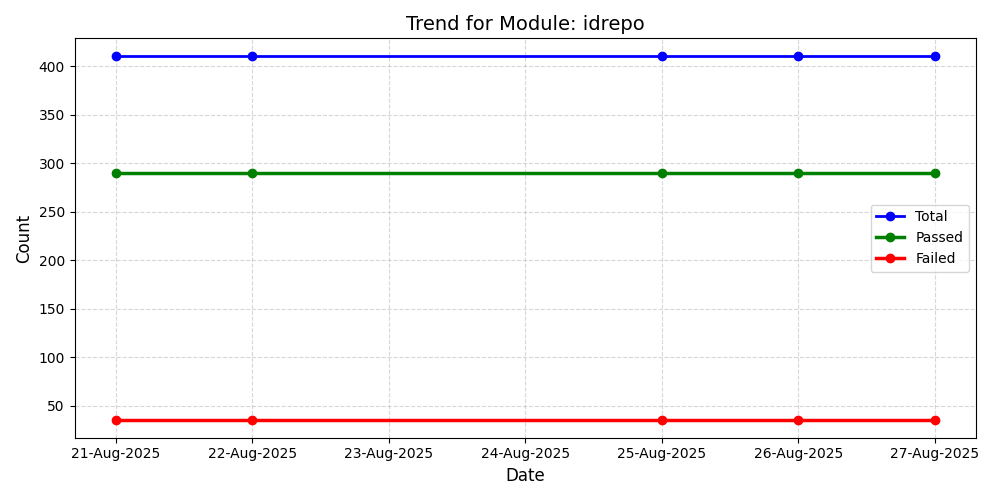 Trend for Module: idrepo
Count
400
350
300
250
200
150
100
50
Total
Passed
Failed
21-Aug-2025 22-Aug-2025 23-Aug-2025 24-Aug-2025 25-Aug-2025 26-Aug-2025 27-Aug-2025
Date